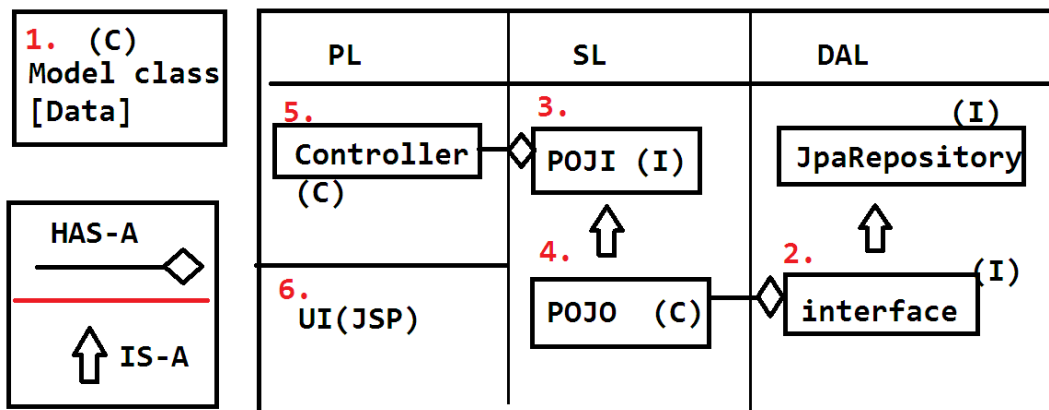 1. (C)
Model class
[Data]
HAS-A
IS-A
PL SL DAL
5.
Controller
(C)
6.
UI(JSP)
3.
POJI (I)
4.
POJO (C)
(I)
JpaRepository
2.
(I)
interface